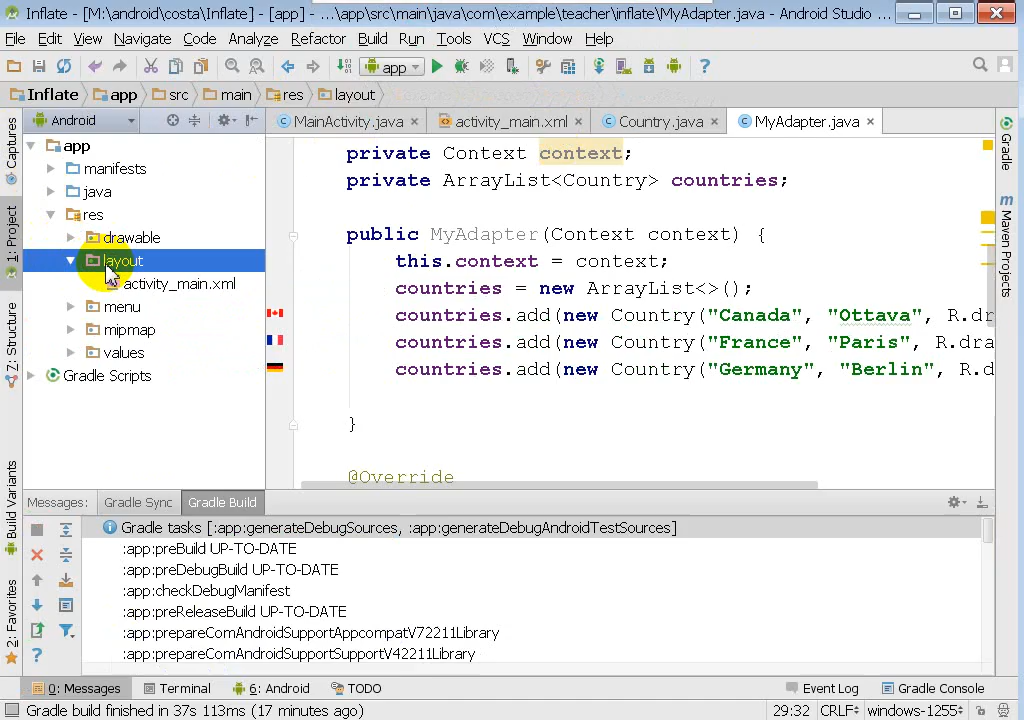 Inflate - [M:\android\costa\Inflate] - [app] - ...\app\src\main\java\com\example\teacher\inflate\MyAdapter.java - Android Studio ...
File Edit View Navigate Code Analyze Refactor Build Run Tools VCS Window Help
app
Inflate app src main res layout
Android
MainActivity.java activity_main.xml Country.java MyAdapter.java
Captures
1: Project
Z: Structure
Build Variants
2: Favorites
app
manifests
java
res
drawable
layout
activity_main.xml
menu
mipmap
values
Gradle Scripts
private Context context;
private ArrayList<Country> countries;
public MyAdapter(Context context) {
this.context = context;
countries = new ArrayList<>();
countries.add(new Country("Canada", "Ottava", R.dr
countries.add(new Country("France", "Paris", R.dra
countries.add(new Country("Germany", "Berlin", R.d
}
@Override
Gradle
m Maven Projects
Messages: Gradle Sync Gradle Build
Gradle tasks [:app:generateDebugSources, :app:generateDebugAndroidTestSources]
:app:preBuild UP-TO-DATE
:app:preDebugBuild UP-TO-DATE
:app:checkDebugManifest
:app:preReleaseBuild UP-TO-DATE
:app:prepareComAndroidSupportAppcompatV72211Library
:app:prepareComAndroidSupportSupportV42211Library
0: Messages Terminal 6: Android TODO Event Log Gradle Console
Gradle build finished in 37s 113ms (17 minutes ago) 29:32 CRLF windows-1255